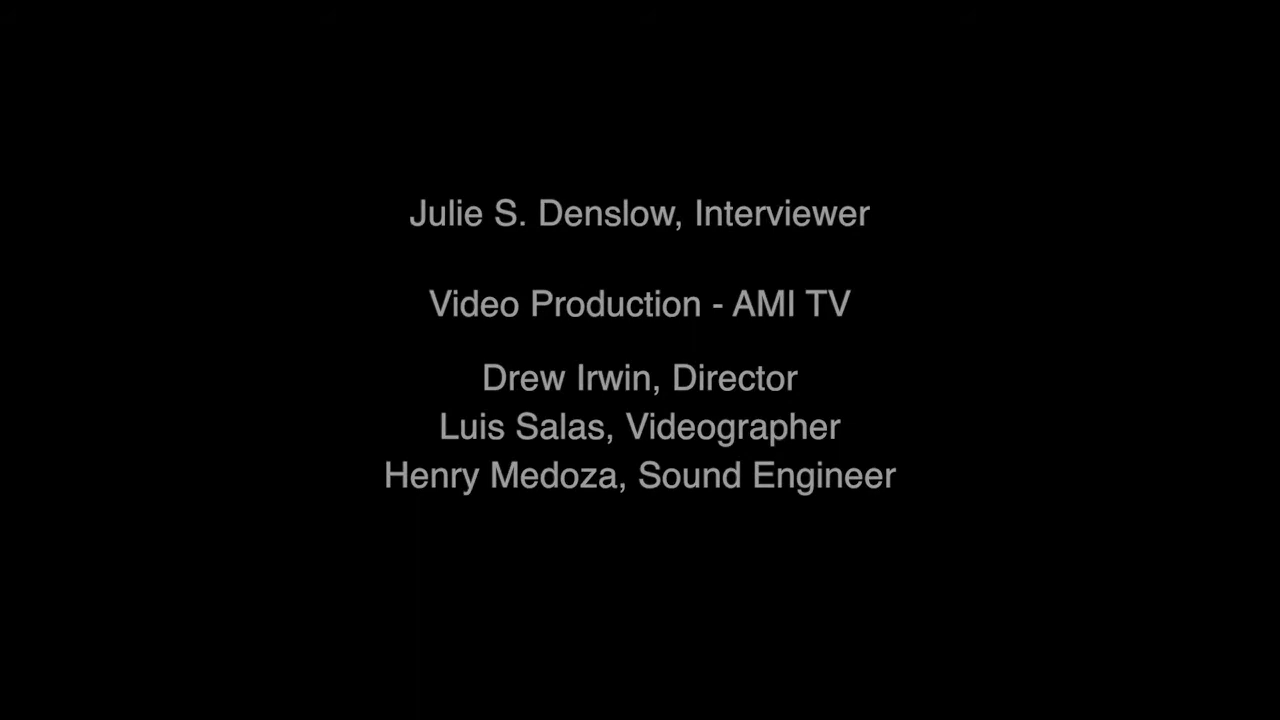 Julie S. Denslow, Interviewer
Video Production - AMI TV
Drew Irwin, Director
Luis Salas, Videographer
Henry Medoza, Sound Engineer